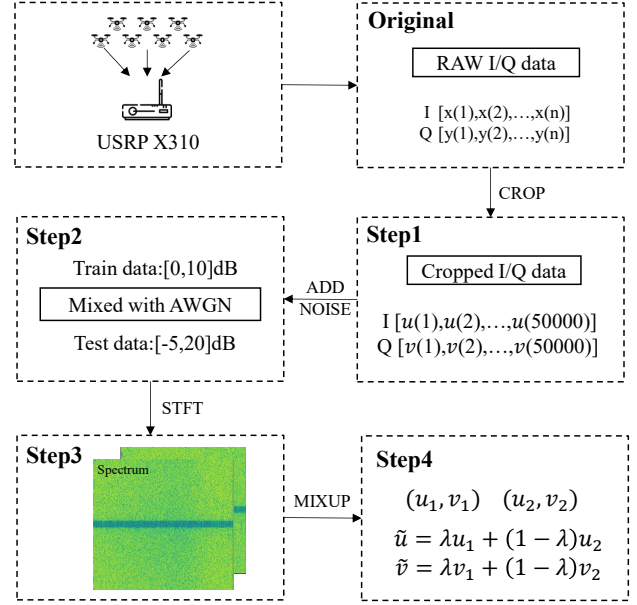 USRP X310
Original
RAW I/Q data
I [x(1),x(2),…,x(n)]
Q [y(1),y(2),…,y(n)]
CROP
Step1
Cropped I/Q data
I [u(1),u(2),…,u(50000)]
Q [v(1),v(2),…,v(50000)]
ADD
NOISE
Step2
Train data:[0,10]dB
Mixed with AWGN
Test data:[-5,20]dB
STFT
Step3
Spectrum
MIXUP
Step4
(u₁, v₁) (u₂, v₂)
ũ = λu₁ + (1 − λ)u₂
ṽ = λv₁ + (1 − λ)v₂